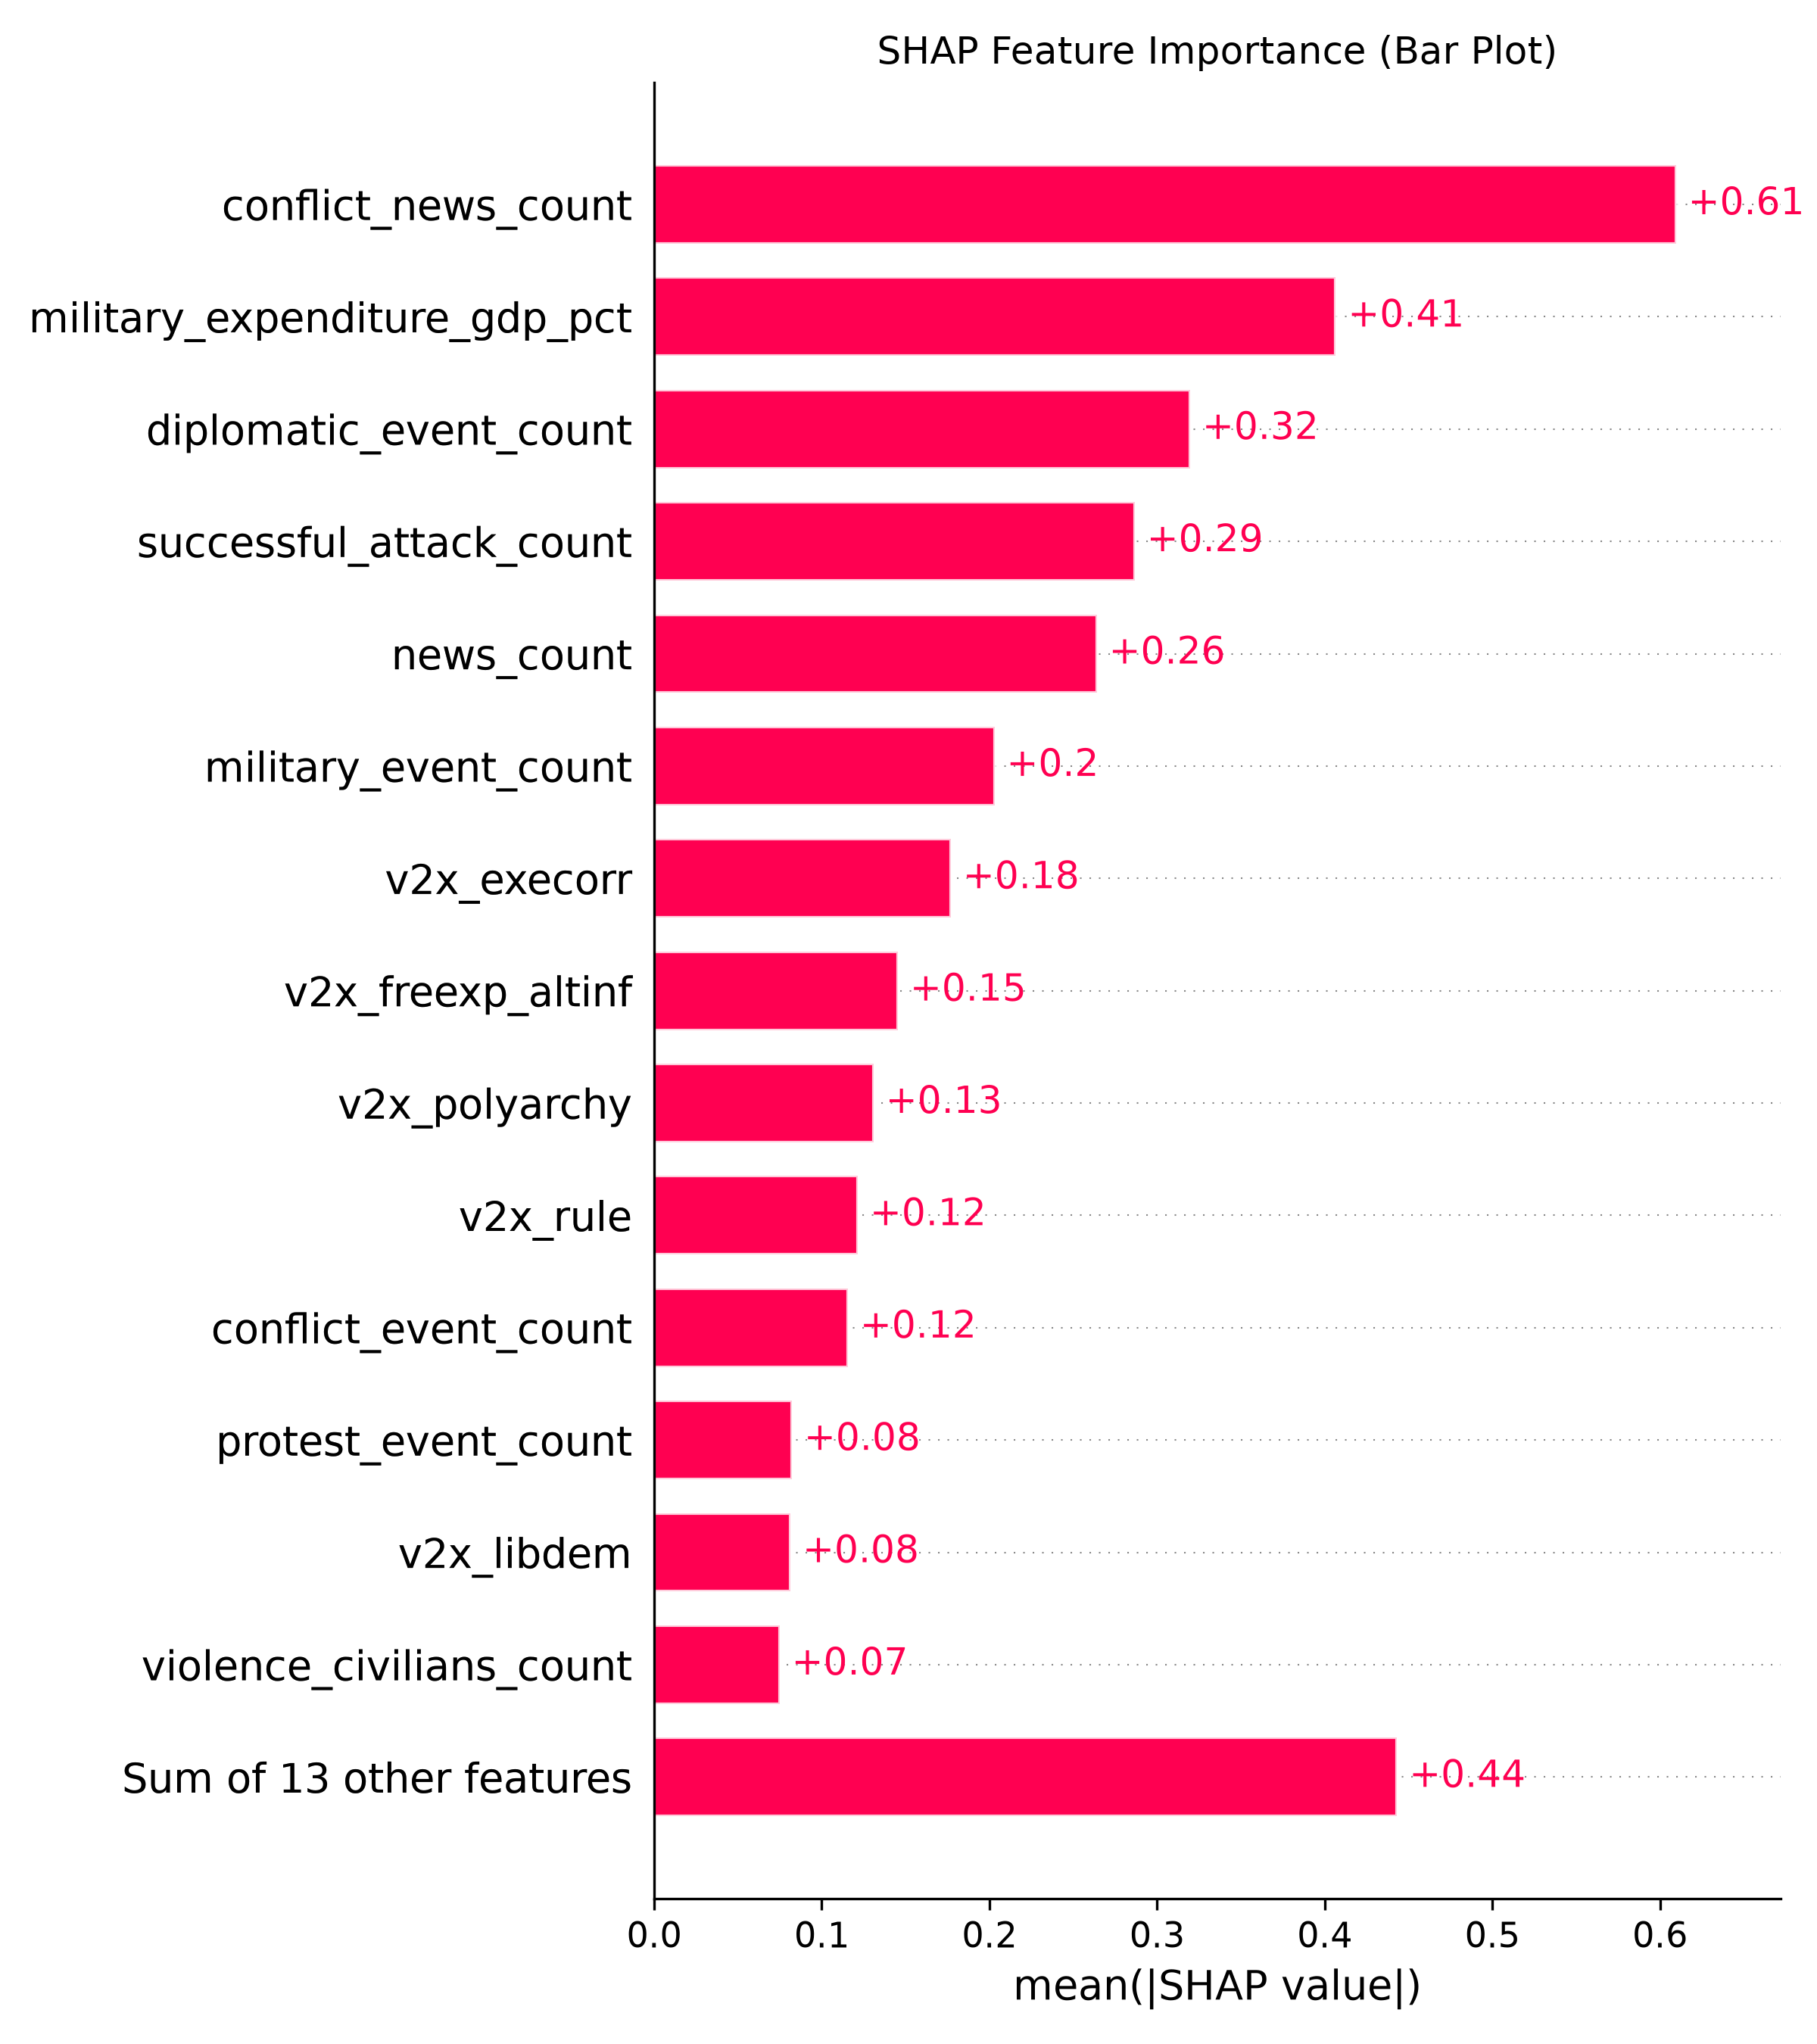 SHAP Feature Importance (Bar Plot)
conflict_news_count +0.61
military_expenditure_gdp_pct +0.41
diplomatic_event_count +0.32
successful_attack_count +0.29
news_count +0.26
military_event_count +0.2
v2x_execorr +0.18
v2x_freexp_altinf +0.15
v2x_polyarchy +0.13
v2x_rule +0.12
conflict_event_count +0.12
protest_event_count +0.08
v2x_libdem +0.08
violence_civilians_count +0.07
Sum of 13 other features +0.44
0.0 0.1 0.2 0.3 0.4 0.5 0.6
mean(|SHAP value|)